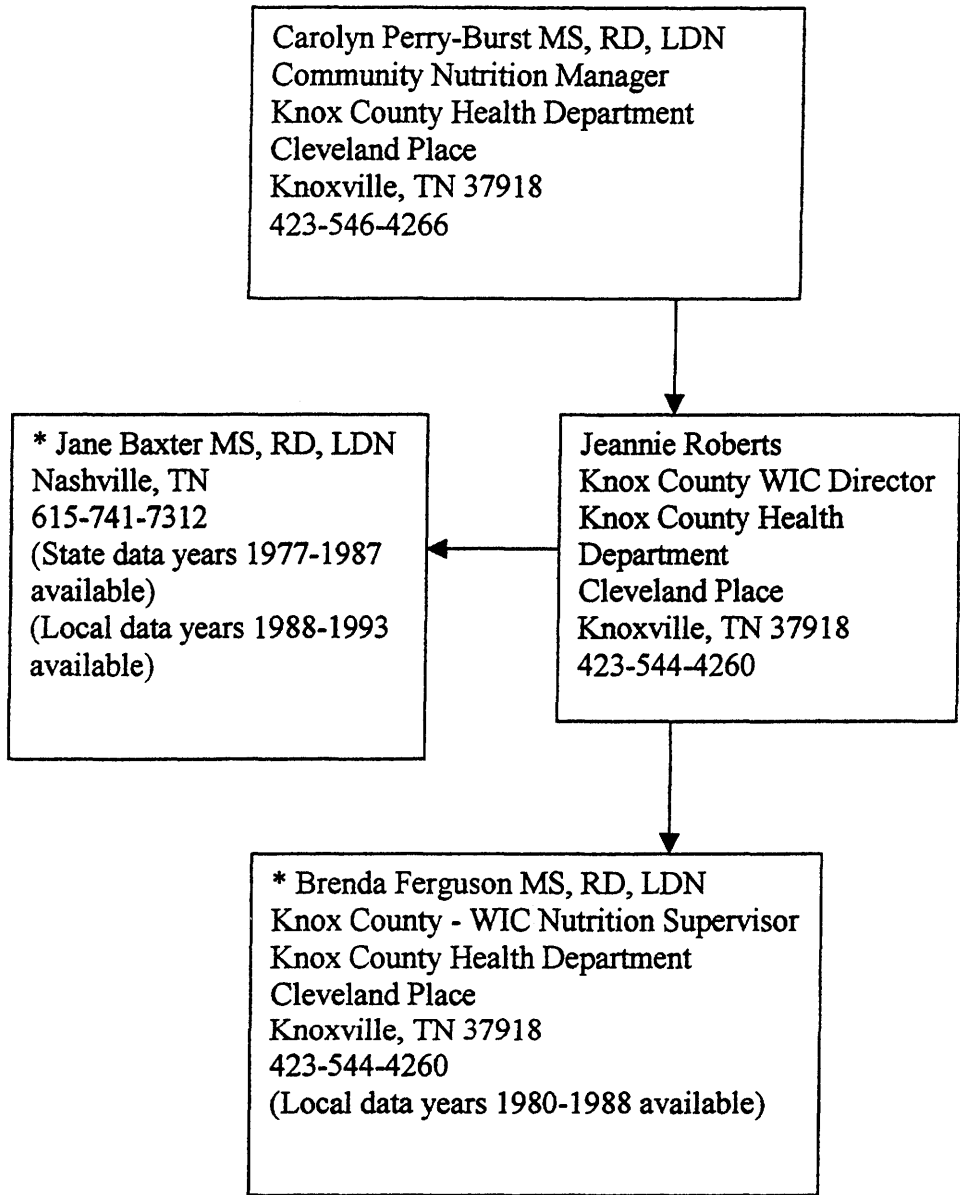 Carolyn Perry-Burst MS, RD, LDN
Community Nutrition Manager
Knox County Health Department
Cleveland Place
Knoxville, TN 37918
423-546-4266
* Jane Baxter MS, RD, LDN
Nashville, TN
615-741-7312
(State data years 1977-1987
available)
(Local data years 1988-1993
available)
Jeannie Roberts
Knox County WIC Director
Knox County Health
Department
Cleveland Place
Knoxville, TN 37918
423-544-4260
* Brenda Ferguson MS, RD, LDN
Knox County - WIC Nutrition Supervisor
Knox County Health Department
Cleveland Place
Knoxville, TN 37918
423-544-4260
(Local data years 1980-1988 available)